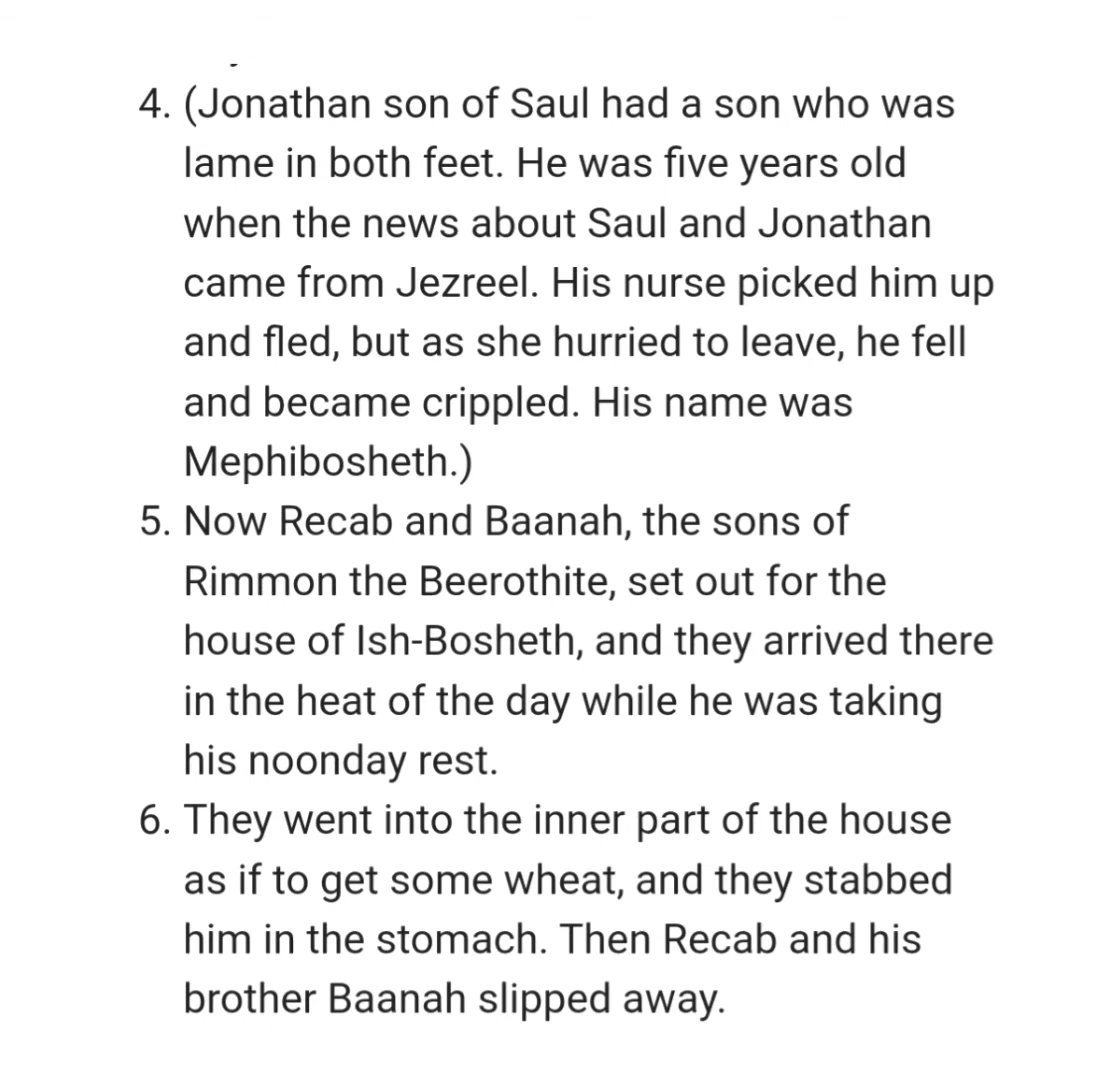 4. (Jonathan son of Saul had a son who was
lame in both feet. He was five years old
when the news about Saul and Jonathan
came from Jezreel. His nurse picked him up
and fled, but as she hurried to leave, he fell
and became crippled. His name was
Mephibosheth.)
5. Now Recab and Baanah, the sons of
Rimmon the Beerothite, set out for the
house of Ish-Bosheth, and they arrived there
in the heat of the day while he was taking
his noonday rest.
6. They went into the inner part of the house
as if to get some wheat, and they stabbed
him in the stomach. Then Recab and his
brother Baanah slipped away.